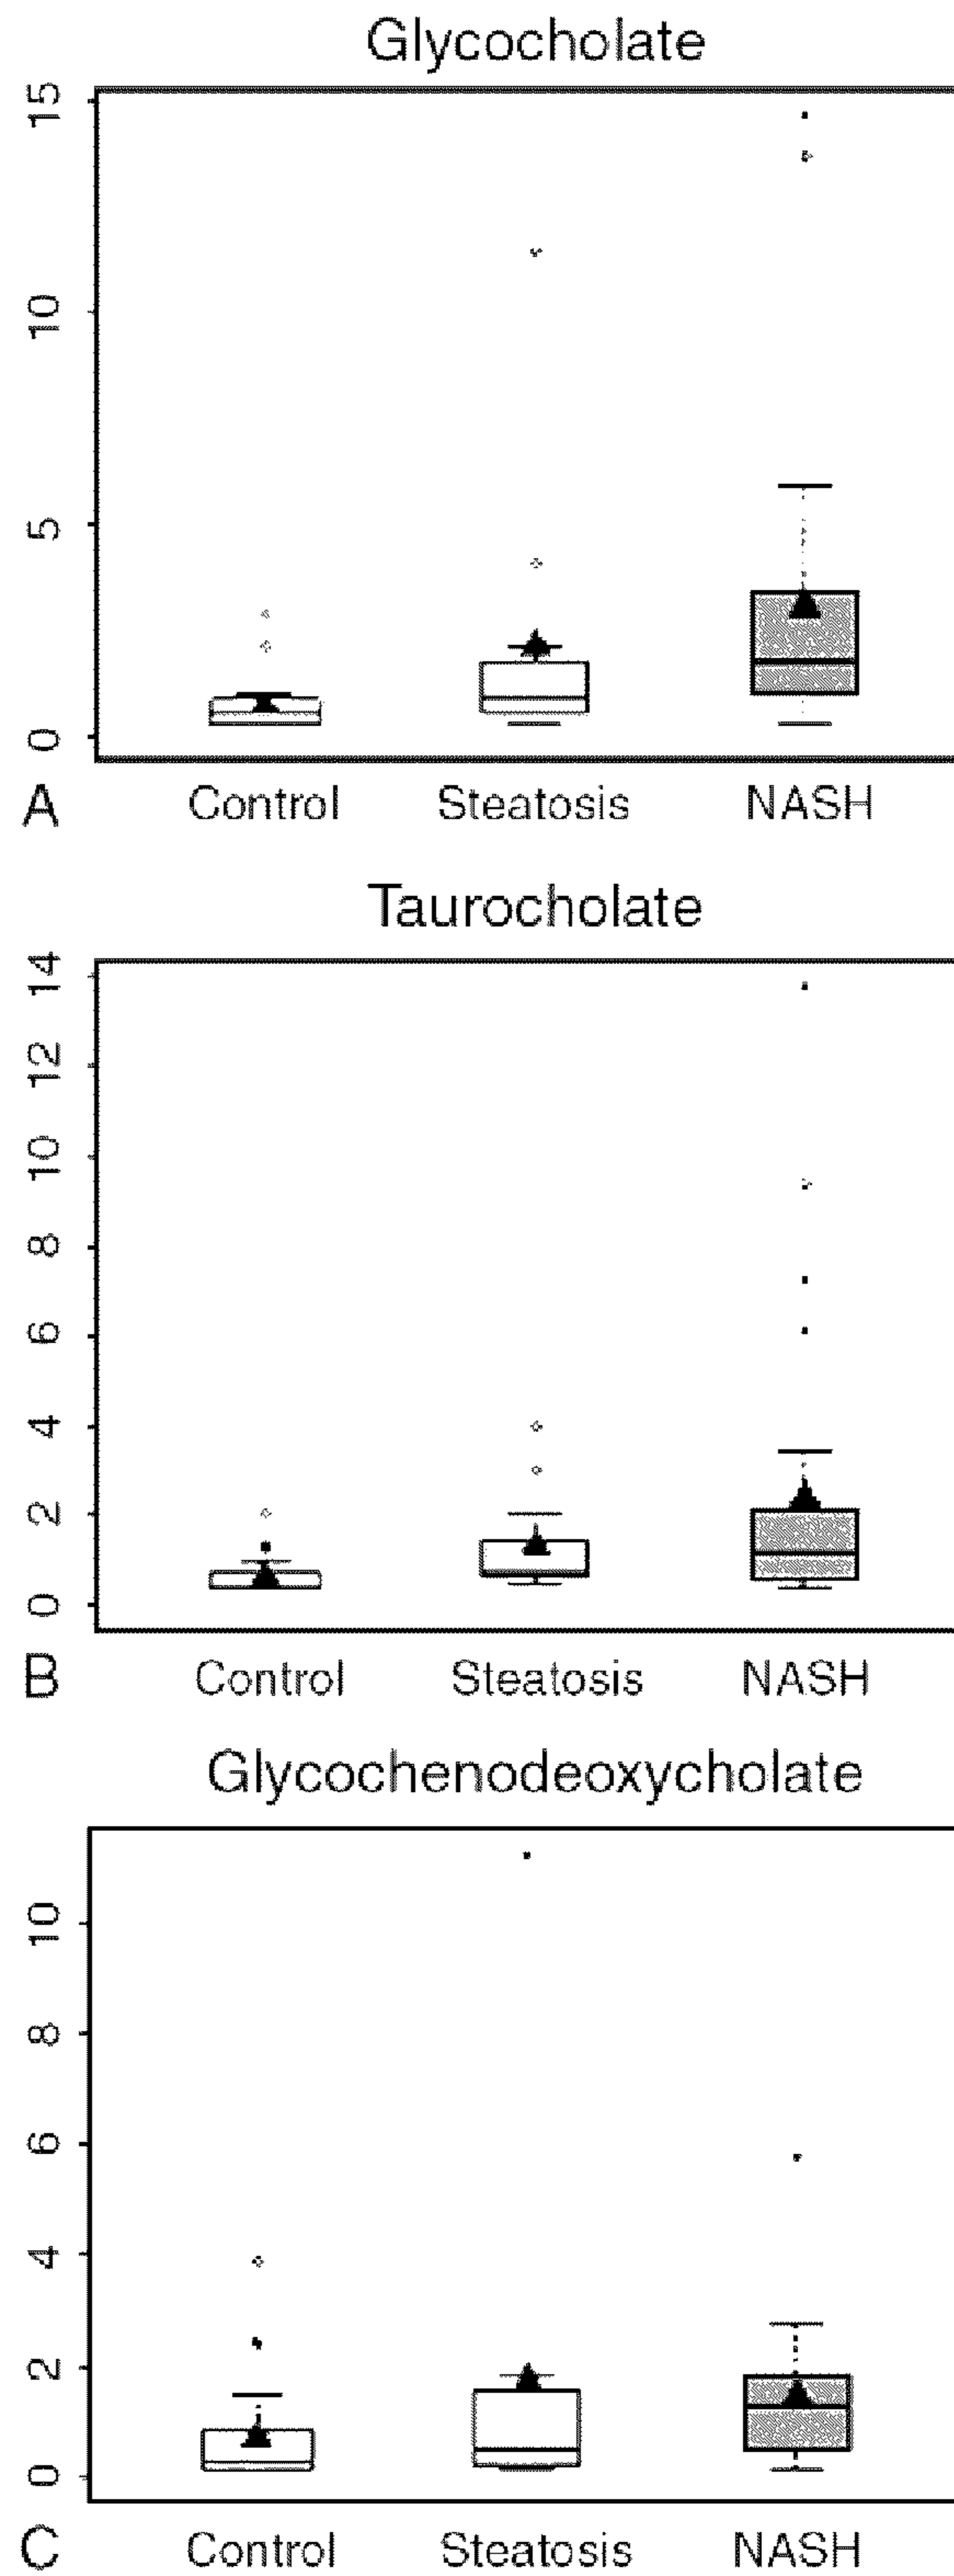 Glycocholate
15
10
5
0
A
Control Steatosis NASH
Taurocholate
14
12
10
8
6
4
2
0
B
Control Steatosis NASH
Glycochenodeoxycholate
10
8
6
4
2
0
C
Control Steatosis NASH